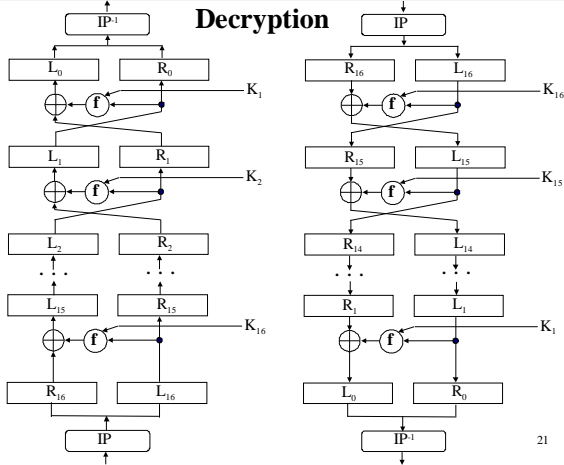 Decryption
IP-1
L0 R0
K1
f
L1 R1
K2
f
L2 R2
... ...
L15 R15
K16
f
R16 L16
IP
IP
R16 L16
K16
f
R15 L15
K15
f
R14 L14
... ...
R1 L1
K1
f
L0 R0
IP-1
21